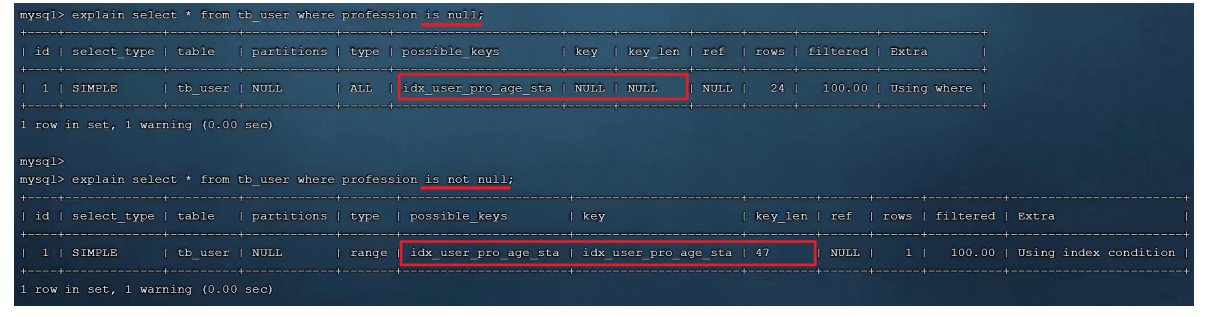 mysql> explain select * from tb_user where profession is null;
+----+-------------+---------+------------+------+----------------------+------+---------+------+------+----------+-------------+
| id | select_type | table | partitions | type | possible_keys | key | key_len | ref | rows | filtered | Extra |
+----+-------------+---------+------------+------+----------------------+------+---------+------+------+----------+-------------+
| 1 | SIMPLE | tb_user | NULL | ALL | idx_user_pro_age_sta | NULL | NULL | NULL | 24 | 100.00 | Using where |
+----+-------------+---------+------------+------+----------------------+------+---------+------+------+----------+-------------+
1 row in set, 1 warning (0.00 sec)
mysql>
mysql> explain select * from tb_user where profession is not null;
+----+-------------+---------+------------+-------+----------------------+----------------------+---------+------+------+----------+-----------------------+
| id | select_type | table | partitions | type | possible_keys | key | key_len | ref | rows | filtered | Extra |
+----+-------------+---------+------------+-------+----------------------+----------------------+---------+------+------+----------+-----------------------+
| 1 | SIMPLE | tb_user | NULL | range | idx_user_pro_age_sta | idx_user_pro_age_sta | 47 | NULL | 1 | 100.00 | Using index condition |
+----+-------------+---------+------------+-------+----------------------+----------------------+---------+------+------+----------+-----------------------+
1 row in set, 1 warning (0.00 sec)